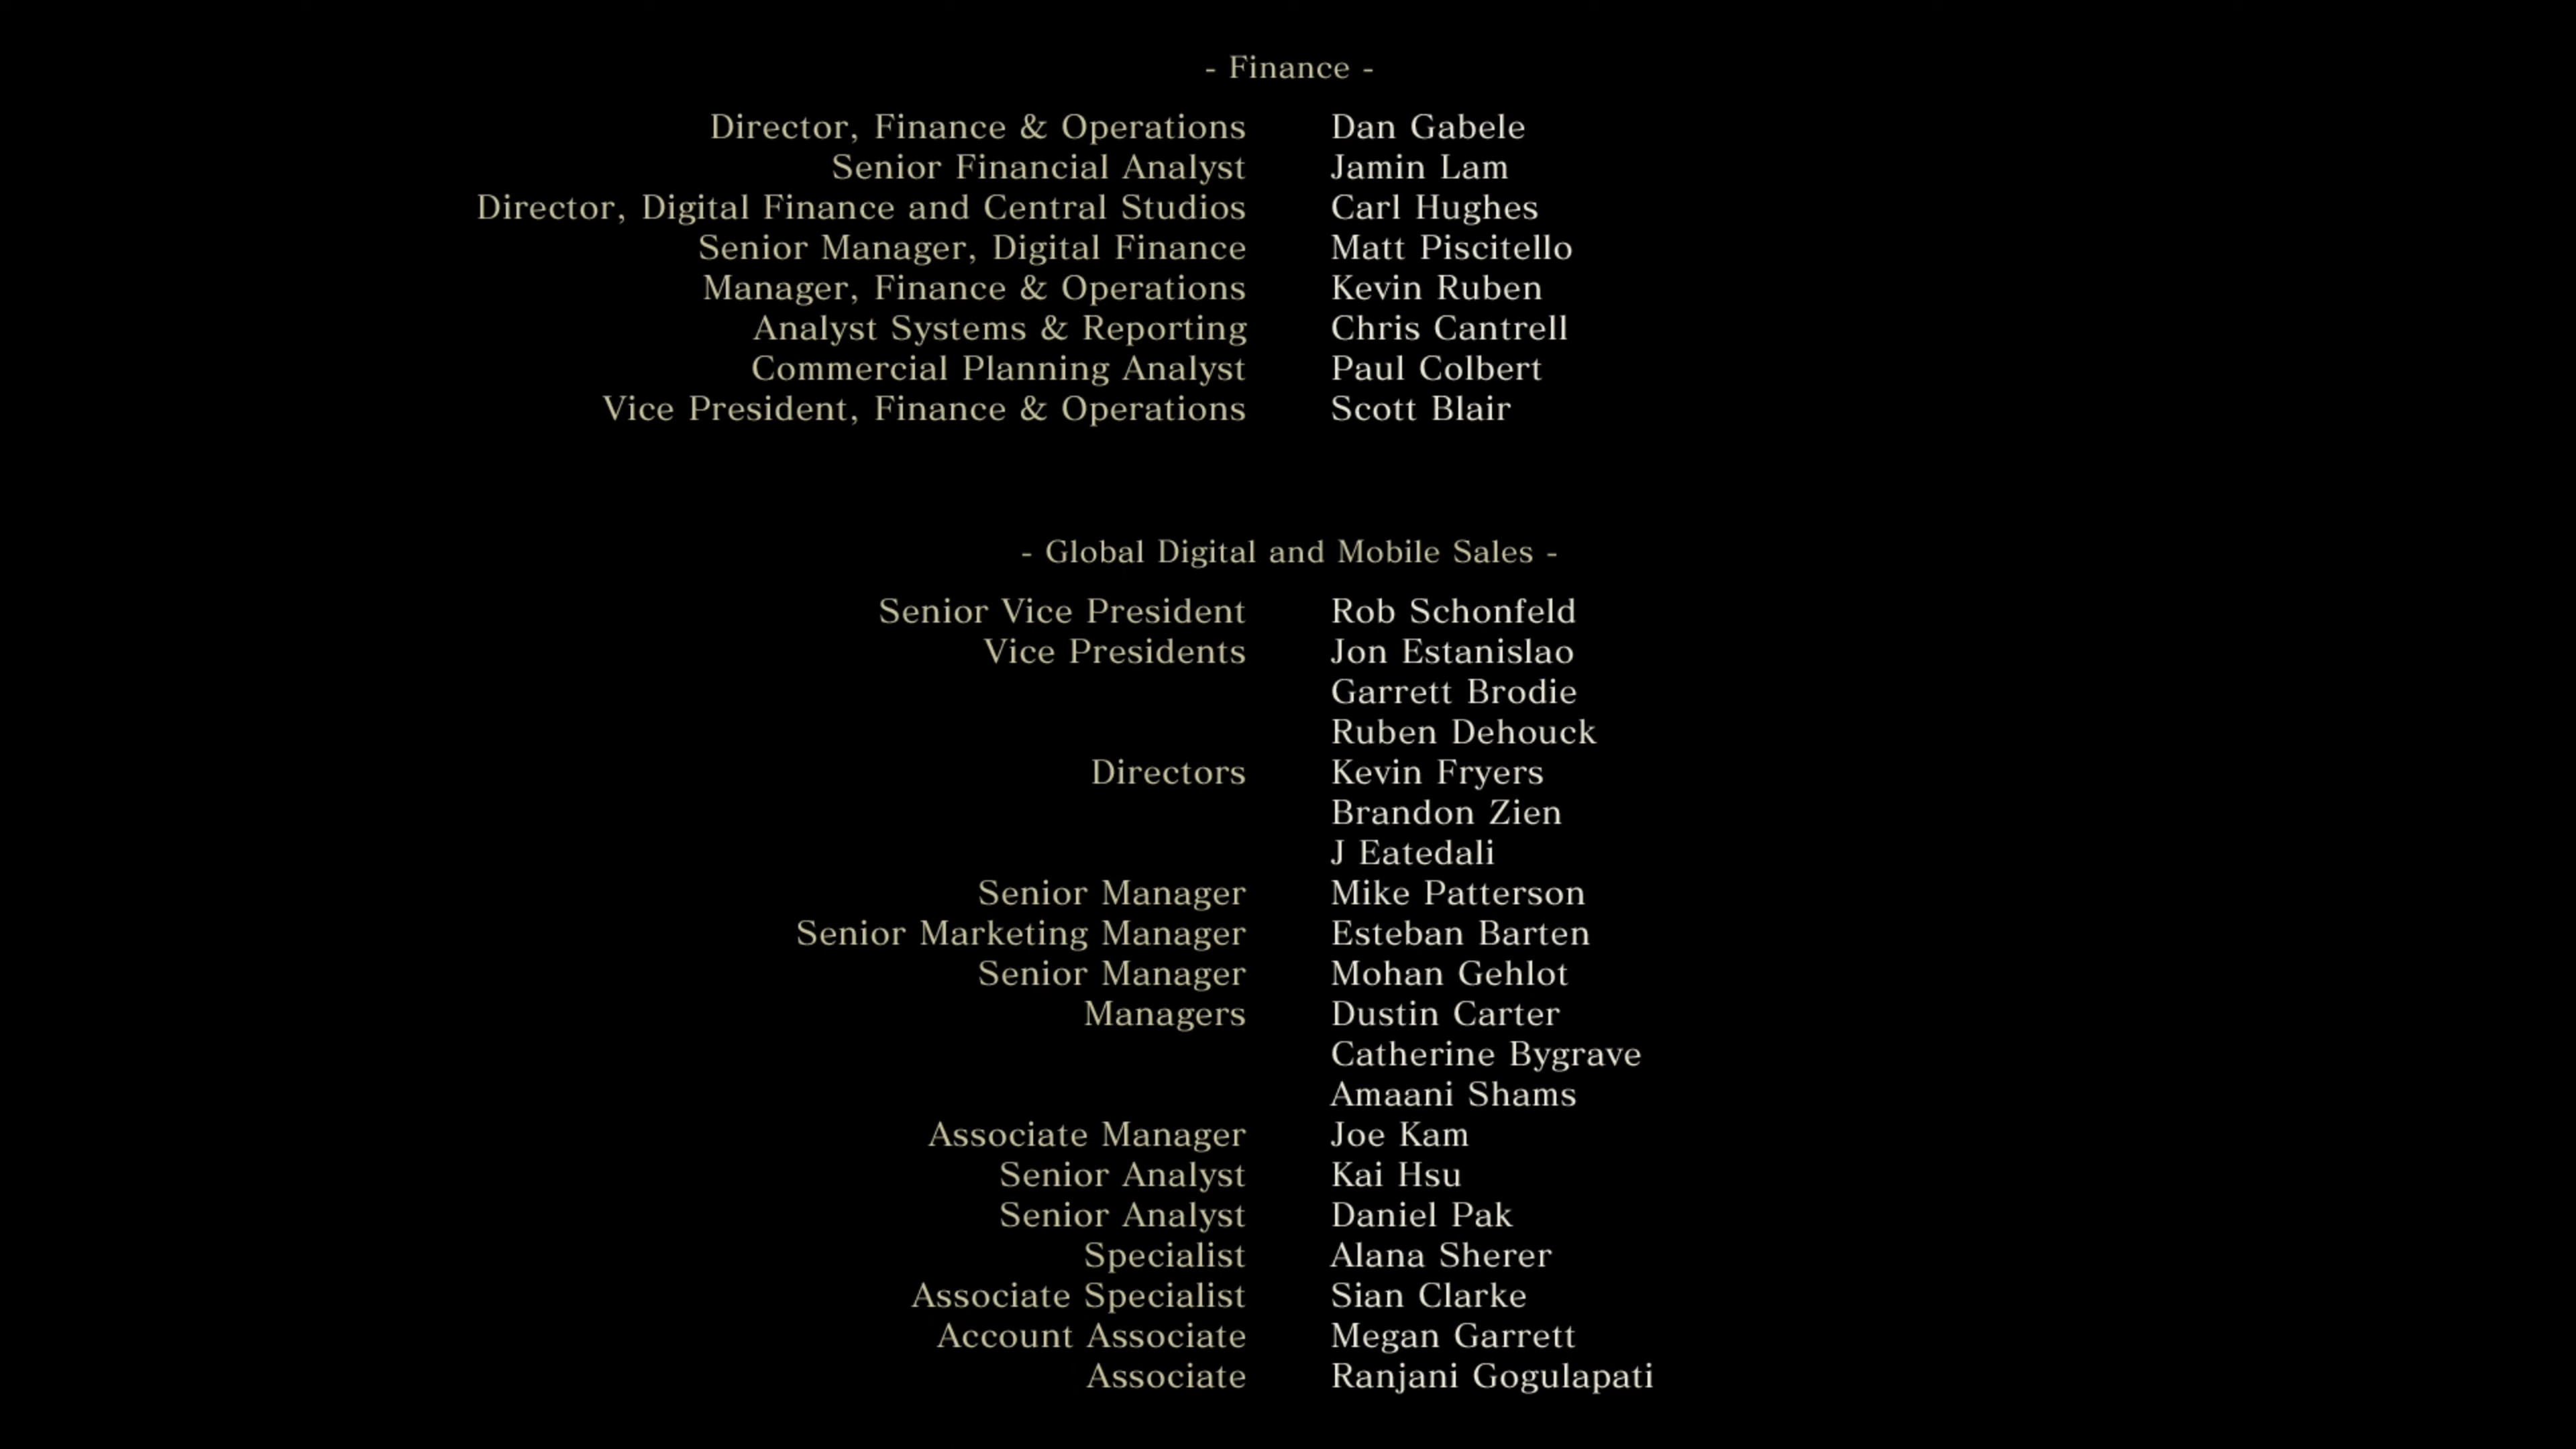 - Finance -
Director, Finance & Operations Dan Gabele
Senior Financial Analyst Jamin Lam
Director, Digital Finance and Central Studios Carl Hughes
Senior Manager, Digital Finance Matt Piscitello
Manager, Finance & Operations Kevin Ruben
Analyst Systems & Reporting Chris Cantrell
Commercial Planning Analyst Paul Colbert
Vice President, Finance & Operations Scott Blair
- Global Digital and Mobile Sales -
Senior Vice President Rob Schonfeld
Vice Presidents Jon Estanislao
Garrett Brodie
Ruben Dehouck
Directors Kevin Fryers
Brandon Zien
J Eatedali
Senior Manager Mike Patterson
Senior Marketing Manager Esteban Barten
Senior Manager Mohan Gehlot
Managers Dustin Carter
Catherine Bygrave
Amaani Shams
Associate Manager Joe Kam
Senior Analyst Kai Hsu
Senior Analyst Daniel Pak
Specialist Alana Sherer
Associate Specialist Sian Clarke
Account Associate Megan Garrett
Associate Ranjani Gogulapati